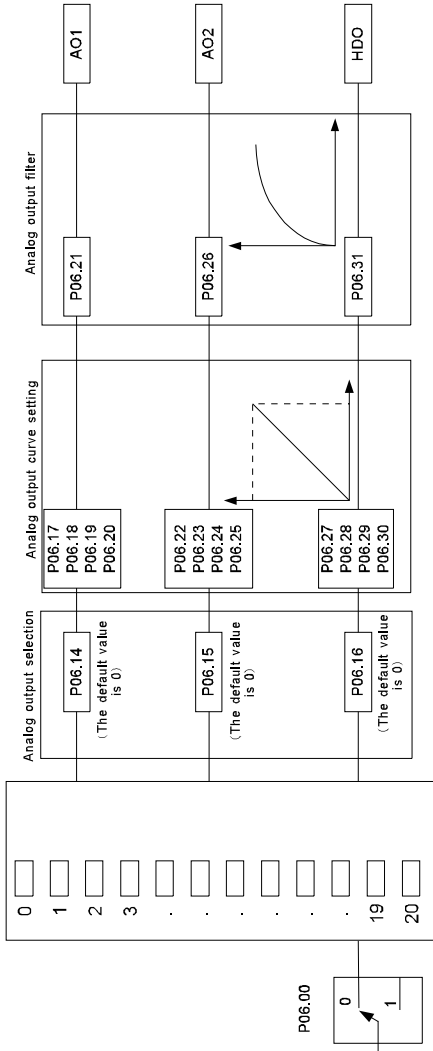 P06.00
0
1
0
1
2
3
.
.
.
.
.
.
19
20
Analog output selection
P06.14
(The default value
is 0)
P06.15
(The default value
is 0)
P06.16
(The default value
is 0)
Analog output curve setting
P06.17
P06.18
P06.19
P06.20
P06.22
P06.23
P06.24
P06.25
P06.27
P06.28
P06.29
P06.30
Analog output filter
P06.21
P06.26
P06.31
AO1
AO2
HDO